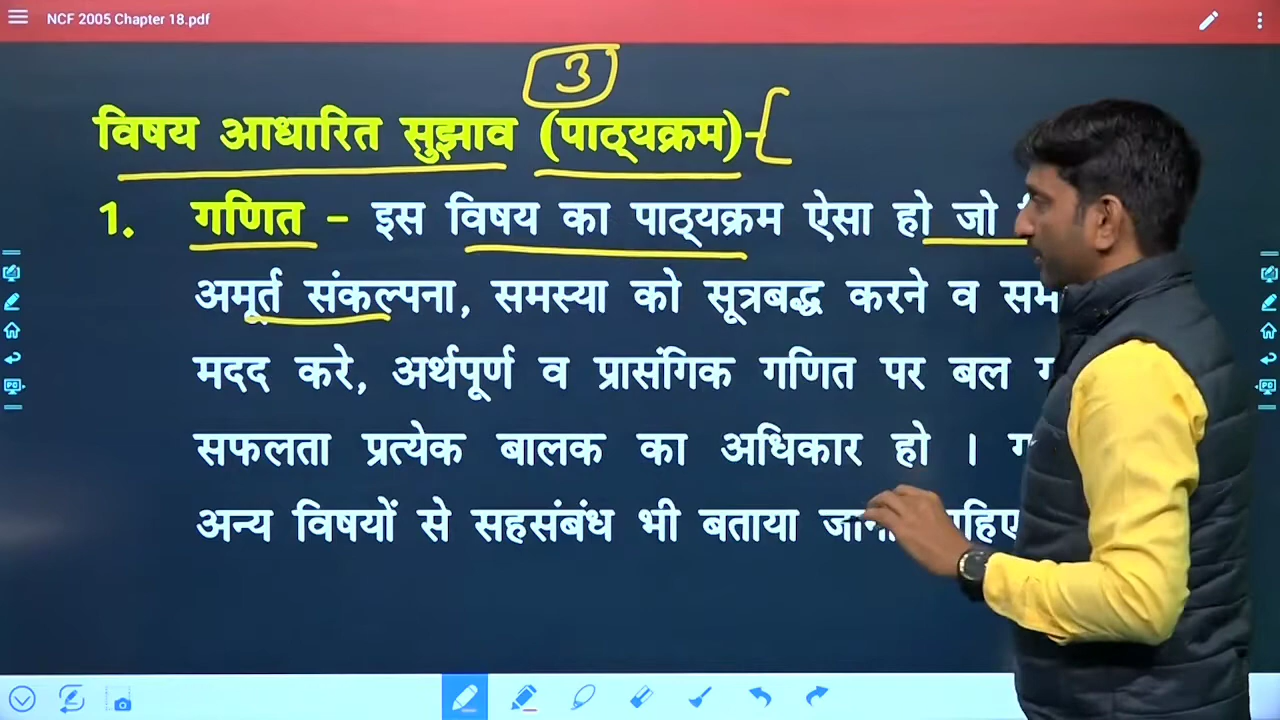 NCF 2005 Chapter 18.pdf
3
विषय आधारित सुझाव (पाठ्यक्रम)-
1. गणित - इस विषय का पाठ्यक्रम ऐसा हो जो
अमूर्त संकल्पना, समस्या को सूत्रबद्ध करने व
मदद करे, अर्थपूर्ण व प्रासंगिक गणित पर बल
सफलता प्रत्येक बालक का अधिकार हो ।
अन्य विषयों से सहसंबंध भी बताया